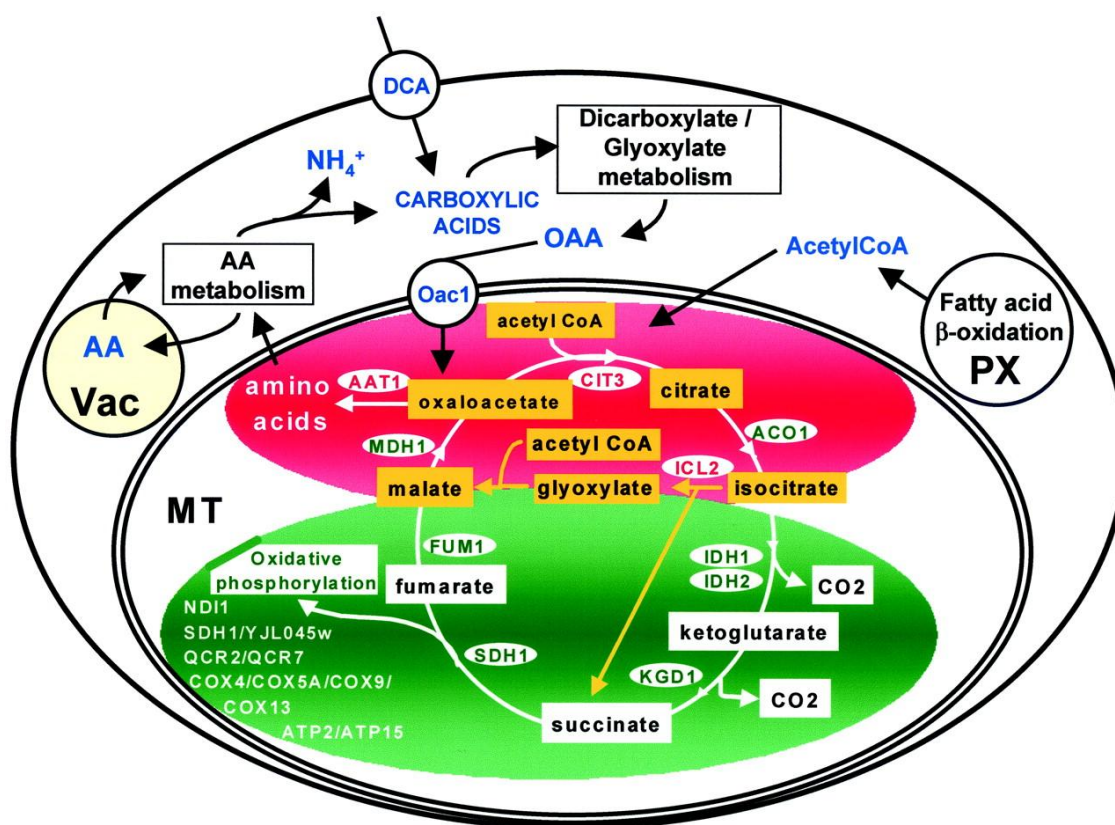 DCA
Dicarboxylate /
Glyoxylate
metabolism
NH4+
CARBOXYLIC
ACIDS
OAA
AcetylCoA
AA
metabolism
Oac1
Fatty acid
β-oxidation
PX
AA
Vac
acetyl CoA
amino
acids
AAT1
oxaloacetate
CIT3
citrate
MDH1
acetyl CoA
ACO1
ICL2
malate
glyoxylate
isocitrate
MT
FUM1
Oxidative
phosphorylation
fumarate
IDH1
IDH2
CO2
NDI1
SDH1/YJL045w
QCR2/QCR7
COX4/COX5A/COX9/
COX13
ATP2/ATP15
SDH1
ketoglutarate
KGD1
CO2
succinate